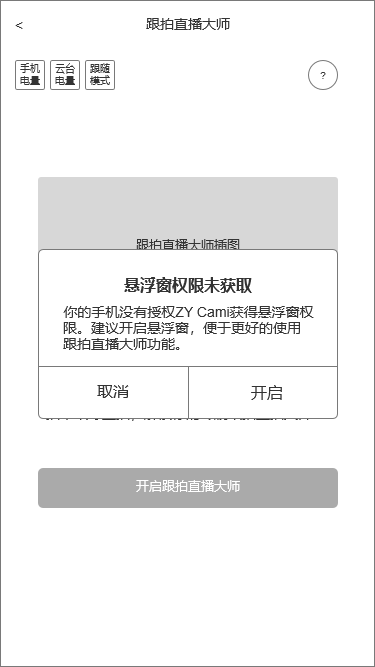 <
跟拍直播大师
手机
电量
云台
电量
跟随
模式
?
跟拍直播大师插图
悬浮窗权限未获取
你的手机没有授权ZY Cami获得悬浮窗权
限。建议开启悬浮窗，便于更好的使用
跟拍直播大师功能。
取消
开启
开启跟拍直播大师